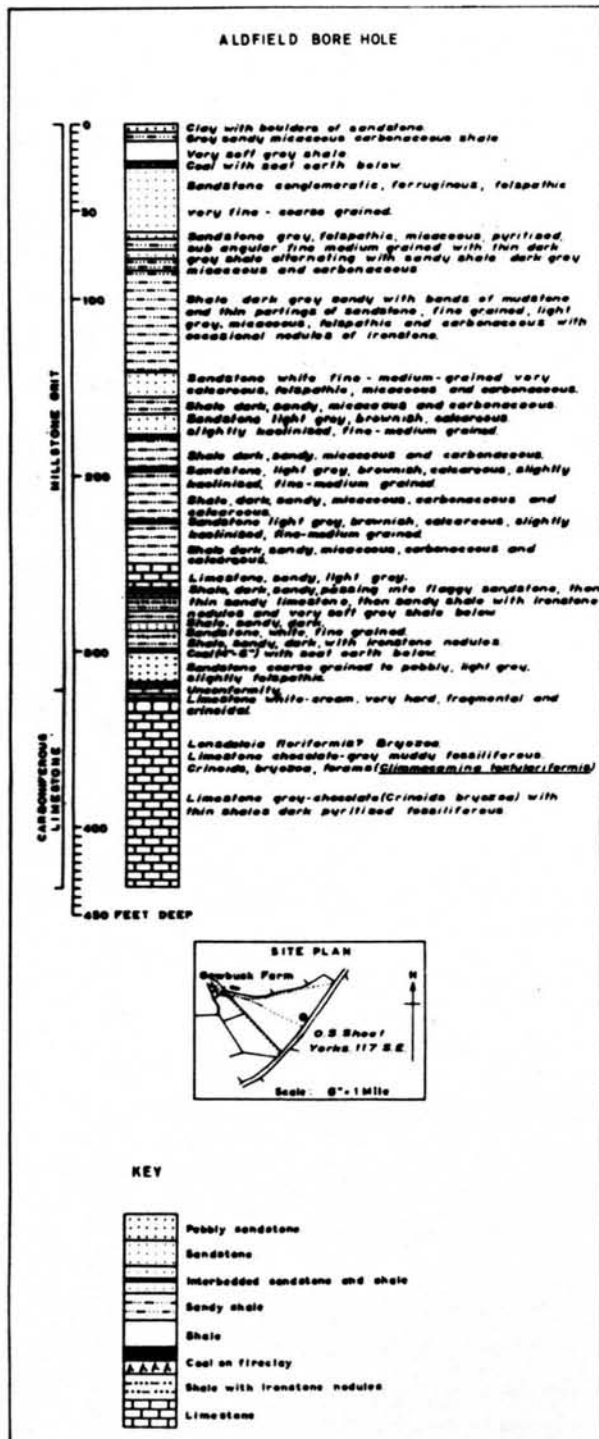 ALDFIELD BORE HOLE
0
Clay with boulders of sandstone.
Grey sandy micaceous carbonaceous shale
Very soft grey shale
Coal with seat earth below.
Sandstone conglomeratic, ferruginous, felspathic
50
very fine - coarse grained.
Sandstone grey, felspathic, micaceous, pyritised,
sub angular fine medium grained with thin dark
grey shale alternating with sandy shale dark grey
micaceous and carbonaceous
100
Shale dark grey sandy with bands of mudstone
and thin partings of sandstone, fine grained, light
grey, micaceous, felspathic and carbonaceous with
occasional nodules of ironstone.
MILLSTONE GRIT
Sandstone white fine - medium-grained very
calcareous, felspathic, micaceous and carbonaceous.
Shale dark, sandy, micaceous and carbonaceous.
Sandstone light grey, brownish, calcareous
slightly kaolinised, fine-medium grained.
Shale dark, sandy, micaceous and carbonaceous.
200
Sandstone, light grey, brownish, calcareous, slightly
kaolinised, fine-medium grained.
Shale, dark, sandy, micaceous, carbonaceous and
calcareous.
Sandstone light grey, brownish, calcareous, slightly
kaolinised, fine-medium grained.
Shale dark, sandy, micaceous, carbonaceous and
calcareous.
Limestone, sandy, light grey.
Shale, dark, sandy, passing into flaggy sandstone, then
thin sandy limestone, then sandy shale with ironstone
nodules and very soft grey shale below
Shale, sandy, dark.
Sandstone, white, fine grained.
Shale, sandy, dark, with ironstone nodules
300
with seat earth below.
Sandstone coarse grained to pebbly, light grey,
slightly felspathic.
Unconformity
Limestone white-cream, very hard, fragmental and
crinoidal.
CARBONIFEROUS LIMESTONE
Lonsdaleia floriformis? Bryozoa
Limestone chocolate-grey muddy fossiliferous.
Crinoids, bryozoa, forams
Limestone grey-chocolate (Crinoids bryozoa) with
thin shales dark pyritised fossiliferous
400
450 FEET DEEP
SITE PLAN
Farm
N
O.S Sheet
Yorks. 117 S.E.
Scale: 6" = 1 Mile
KEY
Pebbly sandstone
Sandstone
Interbedded sandstone and shale
Sandy shale
Shale
Coal on fireclay
Shale with ironstone nodules
Limestone